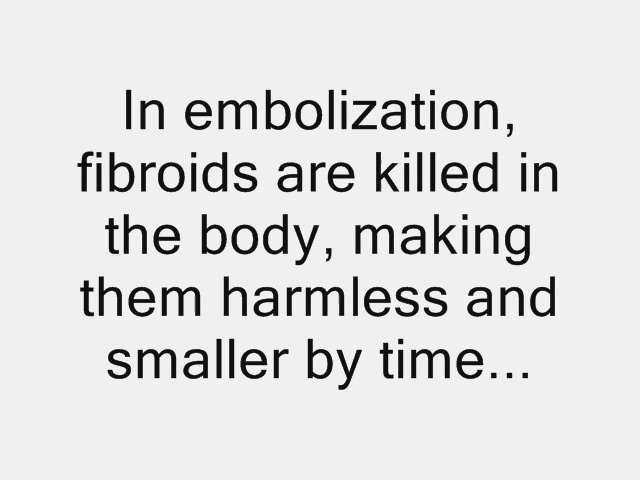 In embolization,
fibroids are killed in
the body, making
them harmless and
smaller by time...